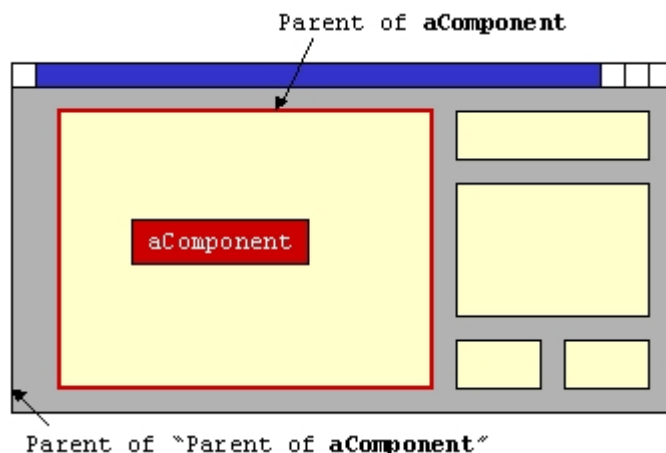 Parent of aComponent
aComponent
Parent of "Parent of aComponent"